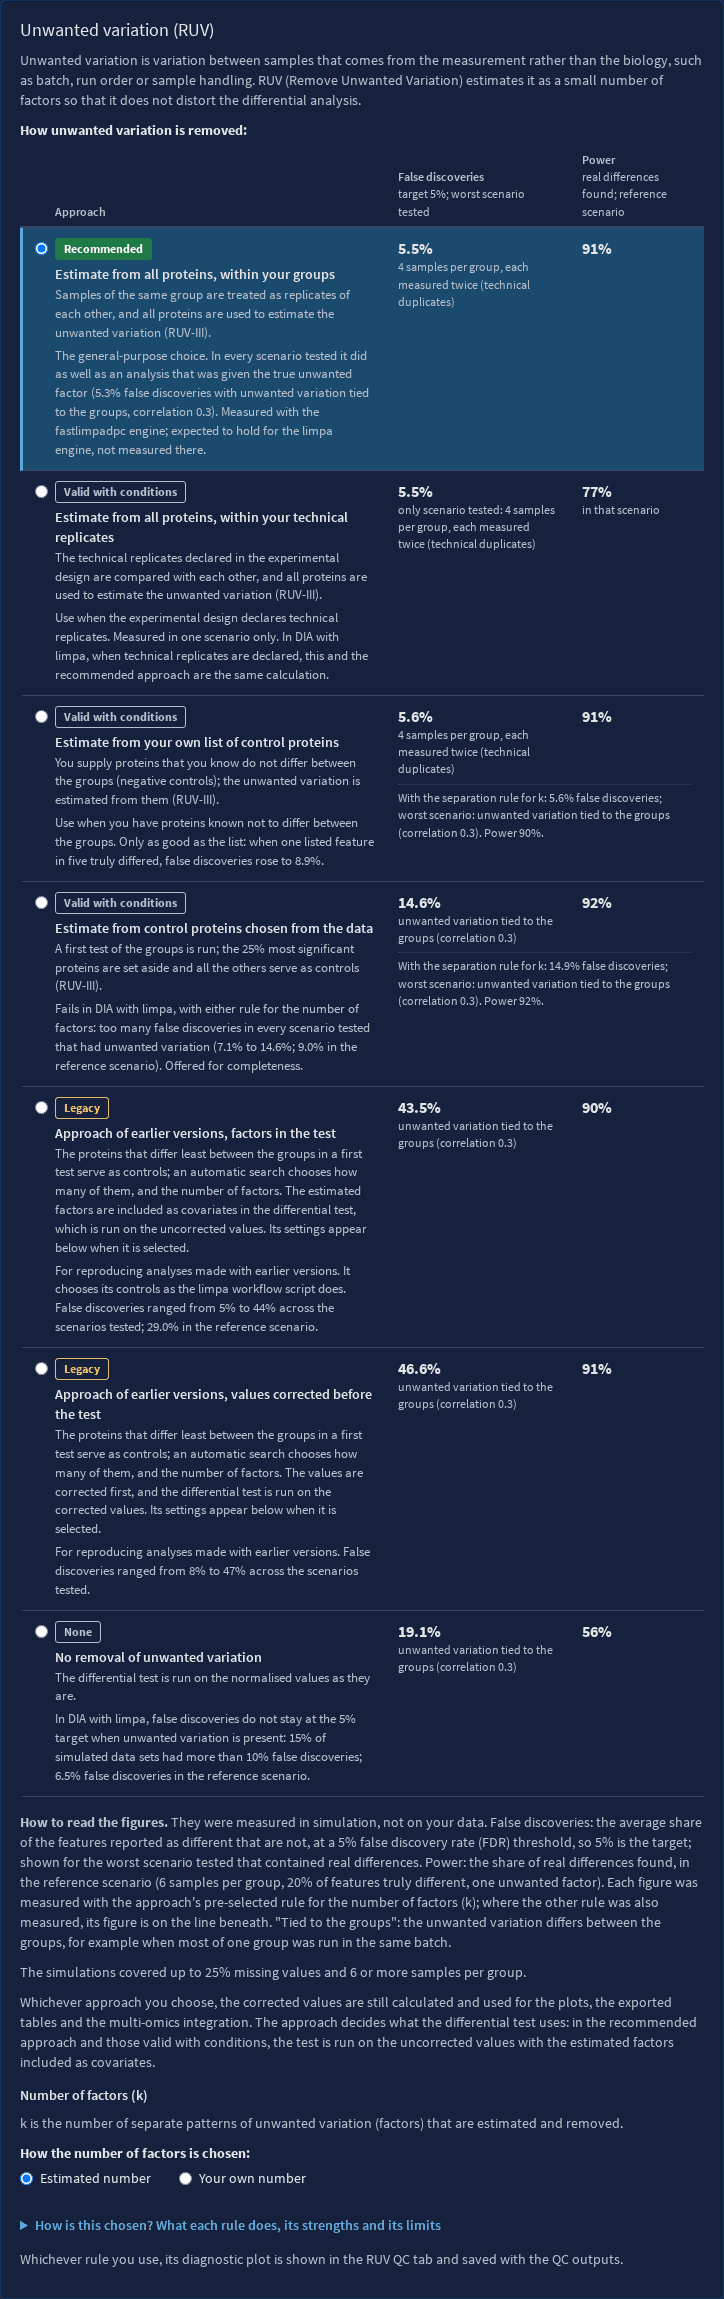 Unwanted variation (RUV)
Unwanted variation is variation between samples that comes from the measurement rather than the biology, such
as batch, run order or sample handling. RUV (Remove Unwanted Variation) estimates it as a small number of
factors so that it does not distort the differential analysis.
How unwanted variation is removed:
Approach
False discoveries
target 5%; worst scenario
tested
Power
real differences
found; reference
scenario
Recommended
Estimate from all proteins, within your groups
Samples of the same group are treated as replicates of
each other, and all proteins are used to estimate the
unwanted variation (RUV-III).
The general-purpose choice. In every scenario tested it did
as well as an analysis that was given the true unwanted
factor (5.3% false discoveries with unwanted variation tied
to the groups, correlation 0.3). Measured with the
fastlimpadpc engine; expected to hold for the limpa
engine, not measured there.
5.5%
4 samples per group, each
measured twice (technical
duplicates)
91%
Valid with conditions
Estimate from all proteins, within your technical
replicates
The technical replicates declared in the experimental
design are compared with each other, and all proteins are
used to estimate the unwanted variation (RUV-III).
Use when the experimental design declares technical
replicates. Measured in one scenario only. In DIA with
limpa, when technical replicates are declared, this and the
recommended approach are the same calculation.
5.5%
only scenario tested: 4 samples
per group, each measured
twice (technical duplicates)
77%
in that scenario
Valid with conditions
Estimate from your own list of control proteins
You supply proteins that you know do not differ between
the groups (negative controls); the unwanted variation is
estimated from them (RUV-III).
Use when you have proteins known not to differ between
the groups. Only as good as the list: when one listed feature
in five truly differed, false discoveries rose to 8.9%.
5.6%
4 samples per group, each
measured twice (technical
duplicates)
91%
With the separation rule for k: 5.6% false discoveries;
worst scenario: unwanted variation tied to the groups
(correlation 0.3). Power 90%.
Valid with conditions
Estimate from control proteins chosen from the data
A first test of the groups is run; the 25% most significant
proteins are set aside and all the others serve as controls
(RUV-III).
Fails in DIA with limpa, with either rule for the number of
factors: too many false discoveries in every scenario tested
that had unwanted variation (7.1% to 14.6%; 9.0% in the
reference scenario). Offered for completeness.
14.6%
unwanted variation tied to the
groups (correlation 0.3)
92%
With the separation rule for k: 14.9% false discoveries;
worst scenario: unwanted variation tied to the groups
(correlation 0.3). Power 92%.
Legacy
Approach of earlier versions, factors in the test
The proteins that differ least between the groups in a first
test serve as controls; an automatic search chooses how
many of them, and the number of factors. The estimated
factors are included as covariates in the differential test,
which is run on the uncorrected values. Its settings appear
below when it is selected.
For reproducing analyses made with earlier versions. It
chooses its controls as the limpa workflow script does.
False discoveries ranged from 5% to 44% across the
scenarios tested; 29.0% in the reference scenario.
43.5%
unwanted variation tied to the
groups (correlation 0.3)
90%
Legacy
Approach of earlier versions, values corrected before
the test
The proteins that differ least between the groups in a first
test serve as controls; an automatic search chooses how
many of them, and the number of factors. The values are
corrected first, and the differential test is run on the
corrected values. Its settings appear below when it is
selected.
For reproducing analyses made with earlier versions. False
discoveries ranged from 8% to 47% across the scenarios
tested.
46.6%
unwanted variation tied to the
groups (correlation 0.3)
91%
None
No removal of unwanted variation
The differential test is run on the normalised values as they
are.
In DIA with limpa, false discoveries do not stay at the 5%
target when unwanted variation is present: 15% of
simulated data sets had more than 10% false discoveries;
6.5% false discoveries in the reference scenario.
19.1%
unwanted variation tied to the
groups (correlation 0.3)
56%
How to read the figures. They were measured in simulation, not on your data. False discoveries: the average share
of the features reported as different that are not, at a 5% false discovery rate (FDR) threshold, so 5% is the target;
shown for the worst scenario tested that contained real differences. Power: the share of real differences found, in
the reference scenario (6 samples per group, 20% of features truly different, one unwanted factor). Each figure was
measured with the approach's pre-selected rule for the number of factors (k); where the other rule was also
measured, its figure is on the line beneath. "Tied to the groups": the unwanted variation differs between the
groups, for example when most of one group was run in the same batch.
The simulations covered up to 25% missing values and 6 or more samples per group.
Whichever approach you choose, the corrected values are still calculated and used for the plots, the exported
tables and the multi-omics integration. The approach decides what the differential test uses: in the recommended
approach and those valid with conditions, the test is run on the uncorrected values with the estimated factors
included as covariates.
Number of factors (k)
k is the number of separate patterns of unwanted variation (factors) that are estimated and removed.
How the number of factors is chosen:
Estimated number
Your own number
How is this chosen? What each rule does, its strengths and its limits
Whichever rule you use, its diagnostic plot is shown in the RUV QC tab and saved with the QC outputs.